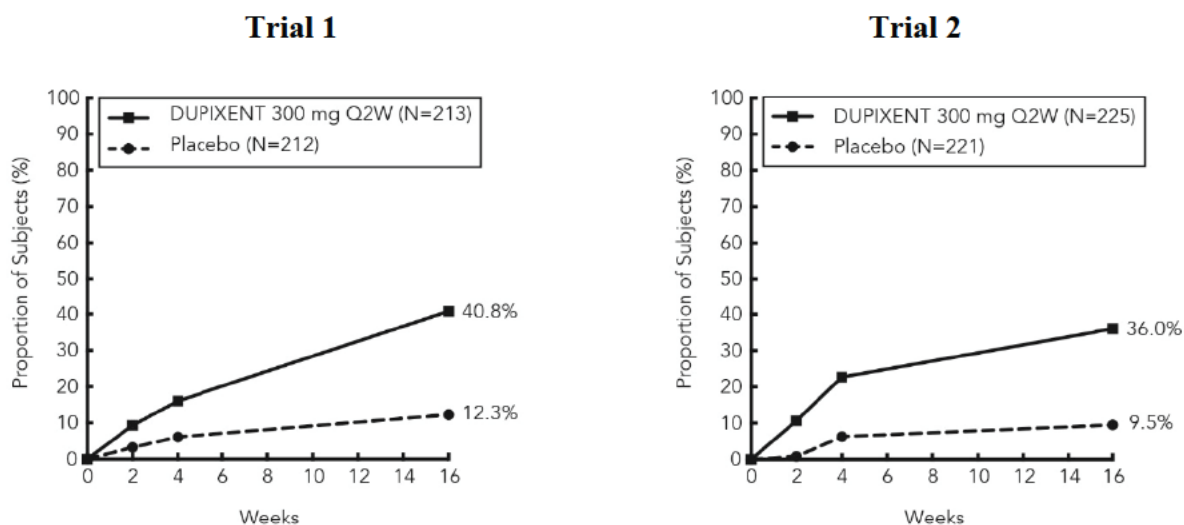 Trial 1
100
90
80
70
60
50
40
30
20
10
0
Proportion of Subjects (%)
DUPIXENT 300 mg Q2W (N=213)
Placebo (N=212)
40.8%
12.3%
0 2 4 6 8 10 12 14 16
Weeks
Trial 2
100
90
80
70
60
50
40
30
20
10
0
Proportion of Subjects (%)
DUPIXENT 300 mg Q2W (N=225)
Placebo (N=221)
36.0%
9.5%
0 2 4 6 8 10 12 14 16
Weeks